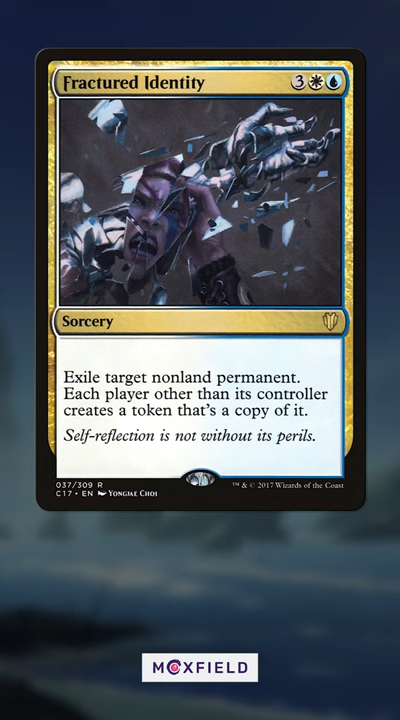 Fractured Identity 3
Sorcery
Exile target nonland permanent.
Each player other than its controller
creates a token that's a copy of it.
Self-reflection is not without its perils.
037/309 R
C17 • EN Yongjae Choi
™ & © 2017 Wizards of the Coast
MOXFIELD